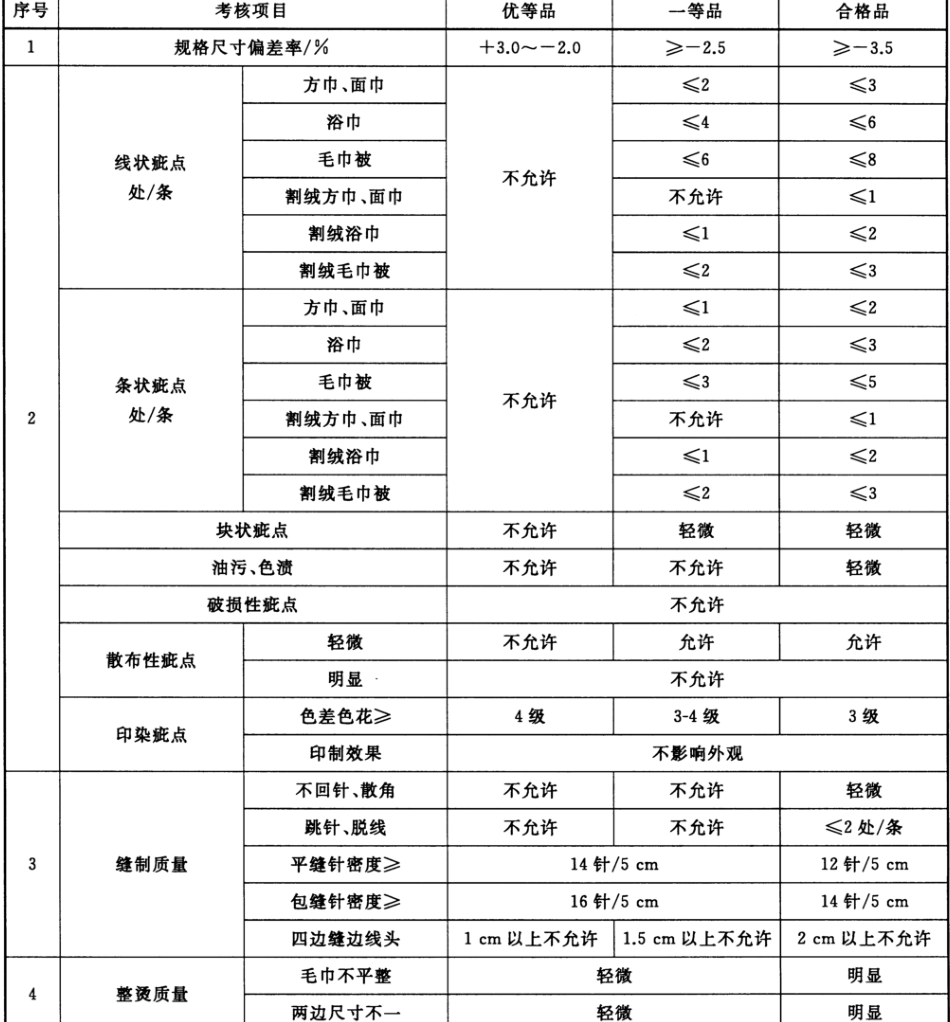 序号 考核项目 优等品 一等品 合格品
1 规格尺寸偏差率/% +3.0～-2.0 ≥-2.5 ≥-3.5
方巾、面巾 ≤2 ≤3
浴巾 ≤4 ≤6
线状疵点 毛巾被 不允许 ≤6 ≤8
处/条 割绒方巾、面巾 不允许 ≤1
割绒浴巾 ≤1 ≤2
割绒毛巾被 ≤2 ≤3
方巾、面巾 ≤1 ≤2
浴巾 ≤2 ≤3
条状疵点 毛巾被 不允许 ≤3 ≤5
2 处/条 割绒方巾、面巾 不允许 ≤1
割绒浴巾 ≤1 ≤2
割绒毛巾被 ≤2 ≤3
块状疵点 不允许 轻微 轻微
油污、色渍 不允许 不允许 轻微
破损性疵点 不允许
散布性疵点 轻微 不允许 允许 允许
明显 不允许
印染疵点 色差色花≥ 4 级 3-4 级 3 级
印制效果 不影响外观
不回针、散角 不允许 不允许 轻微
跳针、脱线 不允许 不允许 ≤2 处/条
3 缝制质量 平缝针密度≥ 14 针/5 cm 12 针/5 cm
包缝针密度≥ 16 针/5 cm 14 针/5 cm
四边缝边线头 1 cm 以上不允许 1.5 cm 以上不允许 2 cm 以上不允许
4 整烫质量 毛巾不平整 轻微 明显
两边尺寸不一 轻微 明显